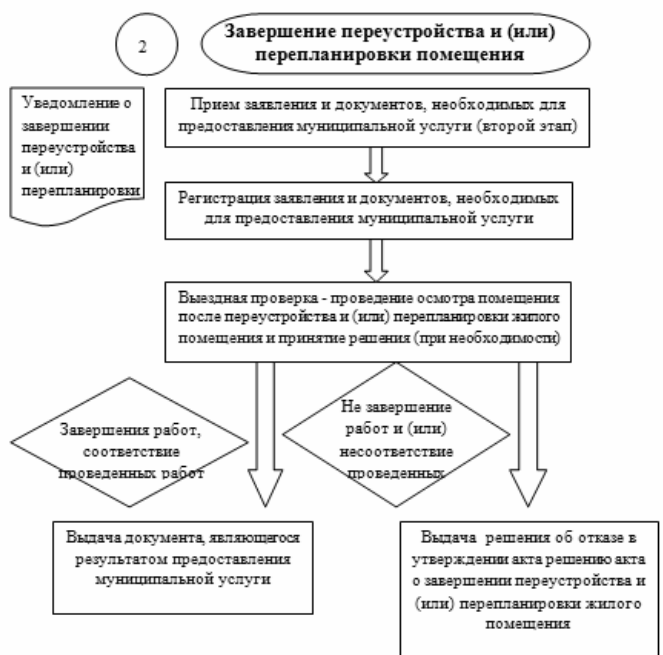 2
Завершение переустройства и (или)
перепланировки помещения
Уведомление о
завершении
переустройства
и (или)
перепланировки
Прием заявления и документов, необходимых для
предоставления муниципальной услуги (второй этап)
Регистрация заявления и документов, необходимых
для предоставления муниципальной услуги
Выездная проверка - проведение осмотра помещения
после переустройства и (или) перепланировки жилого
помещения и принятие решения (при необходимости)
Завершения работ,
соответствие
проведенных работ
Не завершение
работ и (или)
несоответствие
проведенных
Выдача документа, являющегося
результатом предоставления
муниципальной услуги
Выдача решения об отказе в
утверждении акта решению акта
о завершении переустройства и
(или) перепланировки жилого
помещения